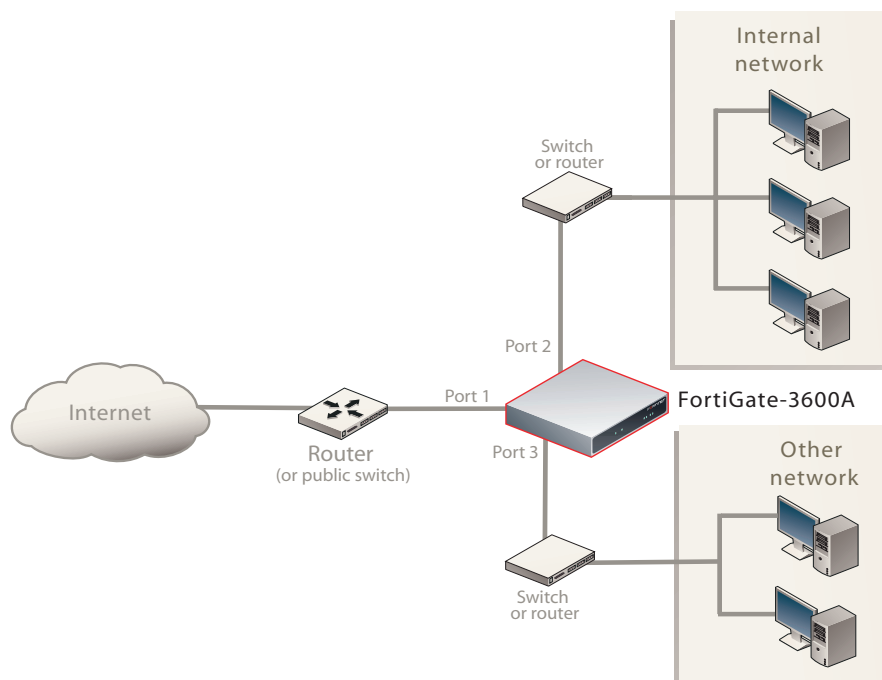 Internal
network
Switch
or router
Port 2
Internet
Port 1
FortiGate-3600A
Router
(or public switch)
Port 3
Other
network
Switch
or router